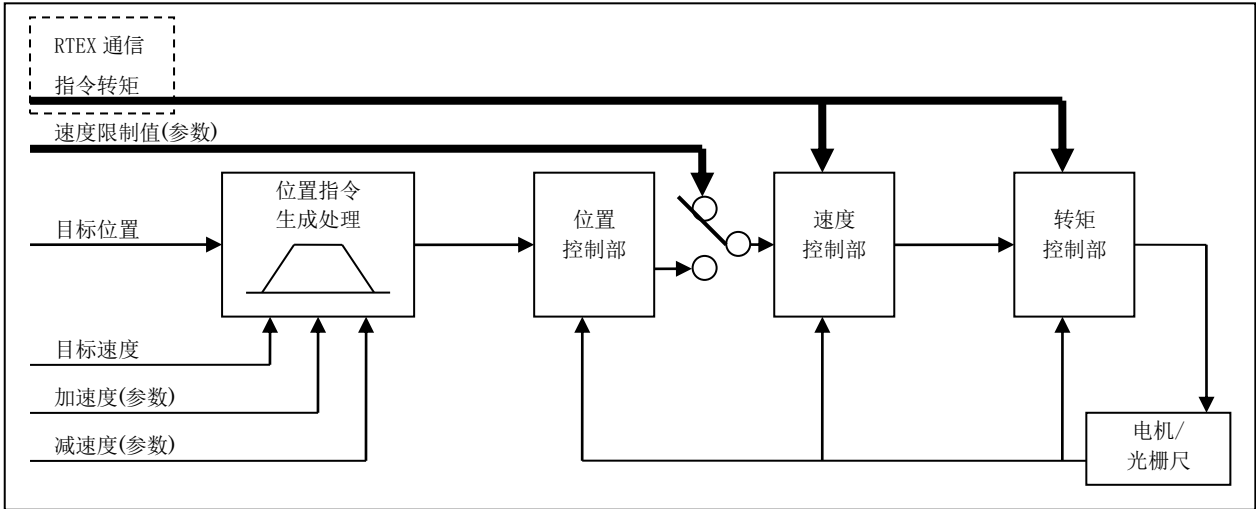 RTEX 通信
指令转矩
速度限制值(参数)
位置指令
生成处理
目标位置
位置
控制部
速度
控制部
转矩
控制部
目标速度
加速度(参数)
减速度(参数)
电机/
光栅尺